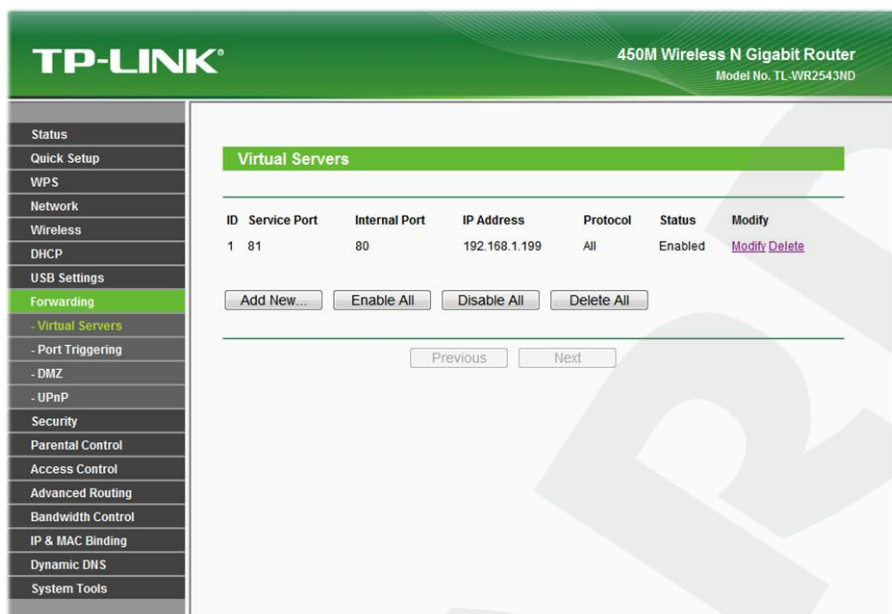 TP-LINK®
450M Wireless N Gigabit Router
Model No. TL-WR2543ND
Status
Quick Setup
WPS
Network
Wireless
DHCP
USB Settings
Forwarding
- Virtual Servers
- Port Triggering
- DMZ
- UPnP
Security
Parental Control
Access Control
Advanced Routing
Bandwidth Control
IP & MAC Binding
Dynamic DNS
System Tools
Virtual Servers
ID Service Port Internal Port IP Address Protocol Status Modify
1 81 80 192.168.1.199 All Enabled Modify Delete
Add New... Enable All Disable All Delete All
Previous Next